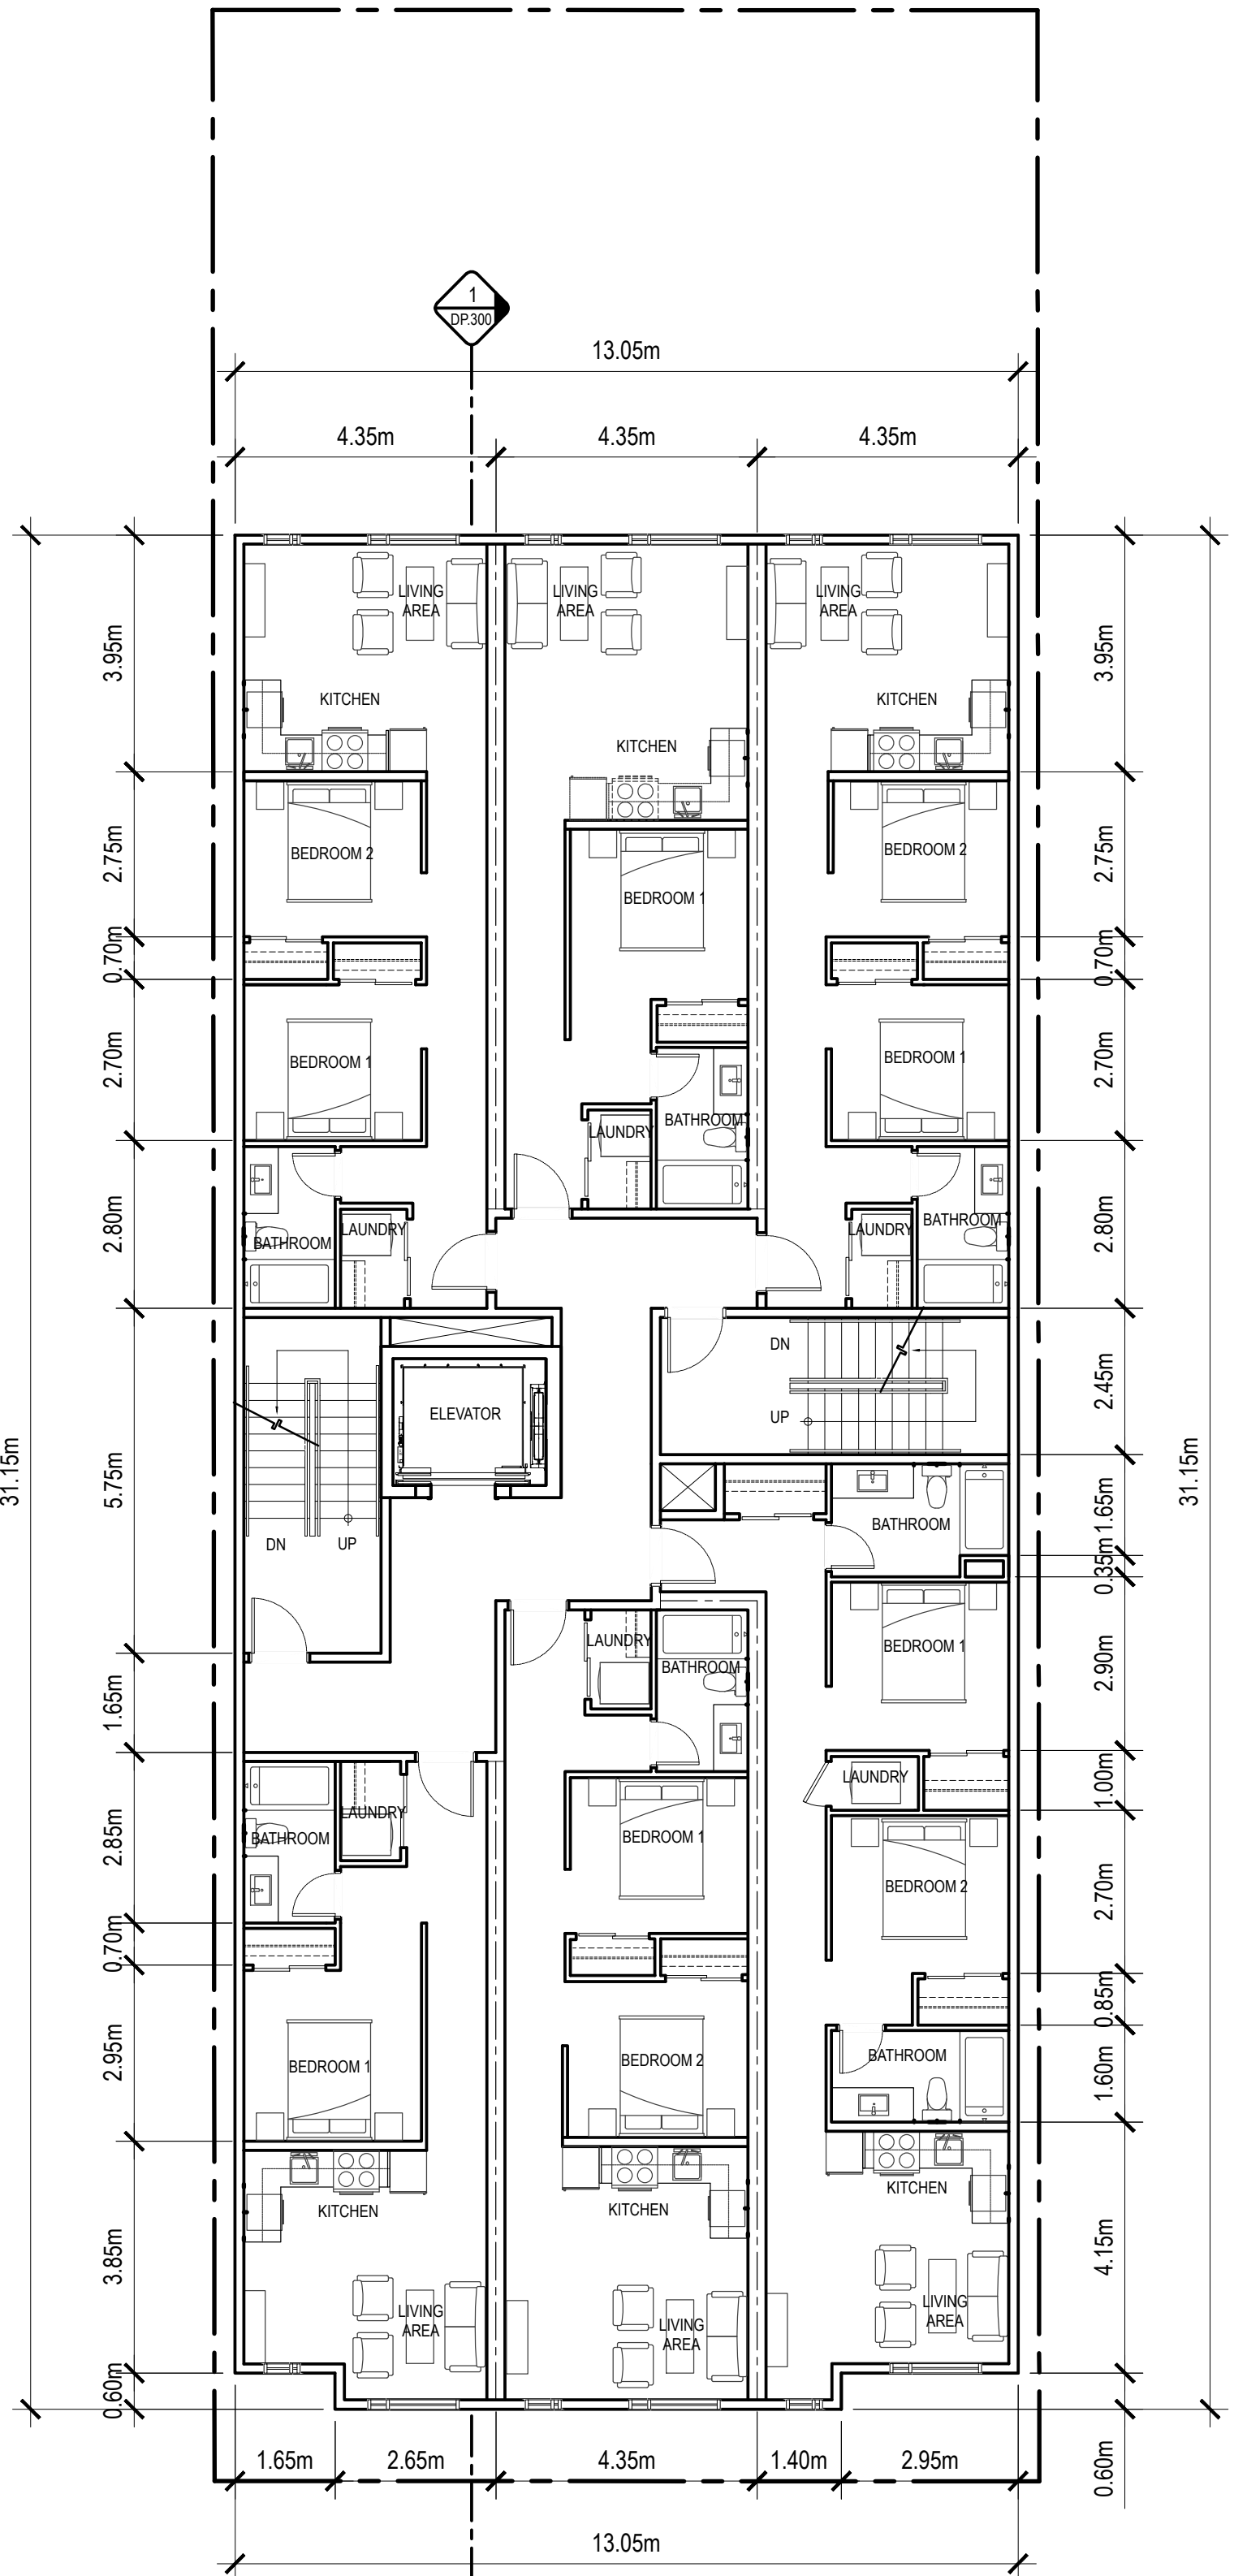 1
DP.300
13.05m
4.35m
4.35m
4.35m
LIVING
AREA
LIVING
AREA
LIVING
AREA
3.95m
3.95m
KITCHEN
KITCHEN
KITCHEN
2.75m
2.75m
BEDROOM 2
BEDROOM 2
BEDROOM 1
0.70m
0.70m
2.70m
2.70m
BEDROOM 1
BEDROOM 1
BATHROOM
LAUNDRY
2.80m
2.80m
BATHROOM
LAUNDRY
LAUNDRY
BATHROOM
DN
UP
ELEVATOR
2.45m
5.75m
31.15m
31.15m
DN
UP
BATHROOM
1.65m
0.35m
LAUNDRY
BATHROOM
BEDROOM 1
2.90m
1.65m
LAUNDRY
1.00m
LAUNDRY
BATHROOM
BEDROOM 1
2.85m
BEDROOM 2
2.70m
0.70m
0.85m
2.95m
BEDROOM 1
BEDROOM 2
BATHROOM
1.60m
KITCHEN
KITCHEN
KITCHEN
3.85m
4.15m
LIVING
AREA
LIVING
AREA
LIVING
AREA
0.60m
0.60m
1.65m
2.65m
4.35m
1.40m
2.95m
13.05m